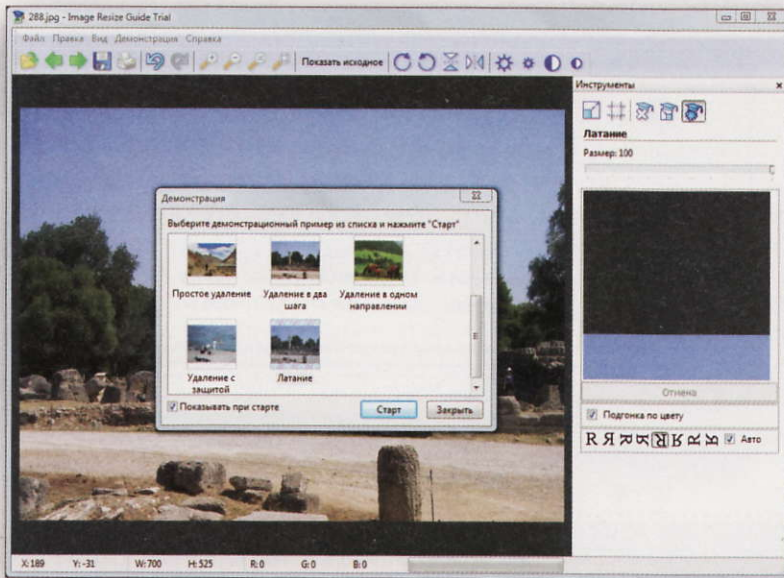 288.jpg - Image Resize Guide Trial
Файл Правка Вид Демонстрация Справка
Показать исходное
Инструменты
Латание
Размер: 100
Демонстрация
Выберите демонстрационный пример из списка и нажмите "Старт"
Простое удаление
Удаление в два шага
Удаление в одном направлении
Удаление с защитой
Латание
Показывать при старте
Старт
Закрыть
Отмена
Подгонка по цвету
Авто
X: 189 Y: -31 W: 700 H: 525 R: 0 G: 0 B: 0